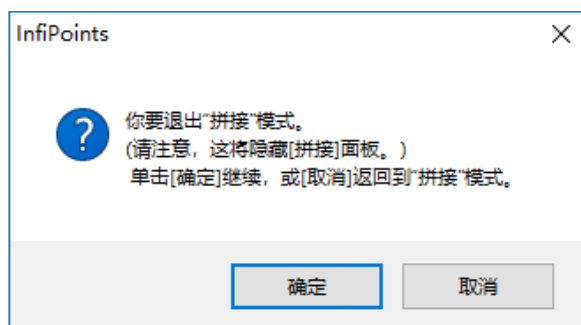 InfiPoints
你要退出"拼接"模式。
(请注意，这将隐藏[拼接]面板。)
单击[确定]继续，或[取消]返回到"拼接"模式。
确定
取消